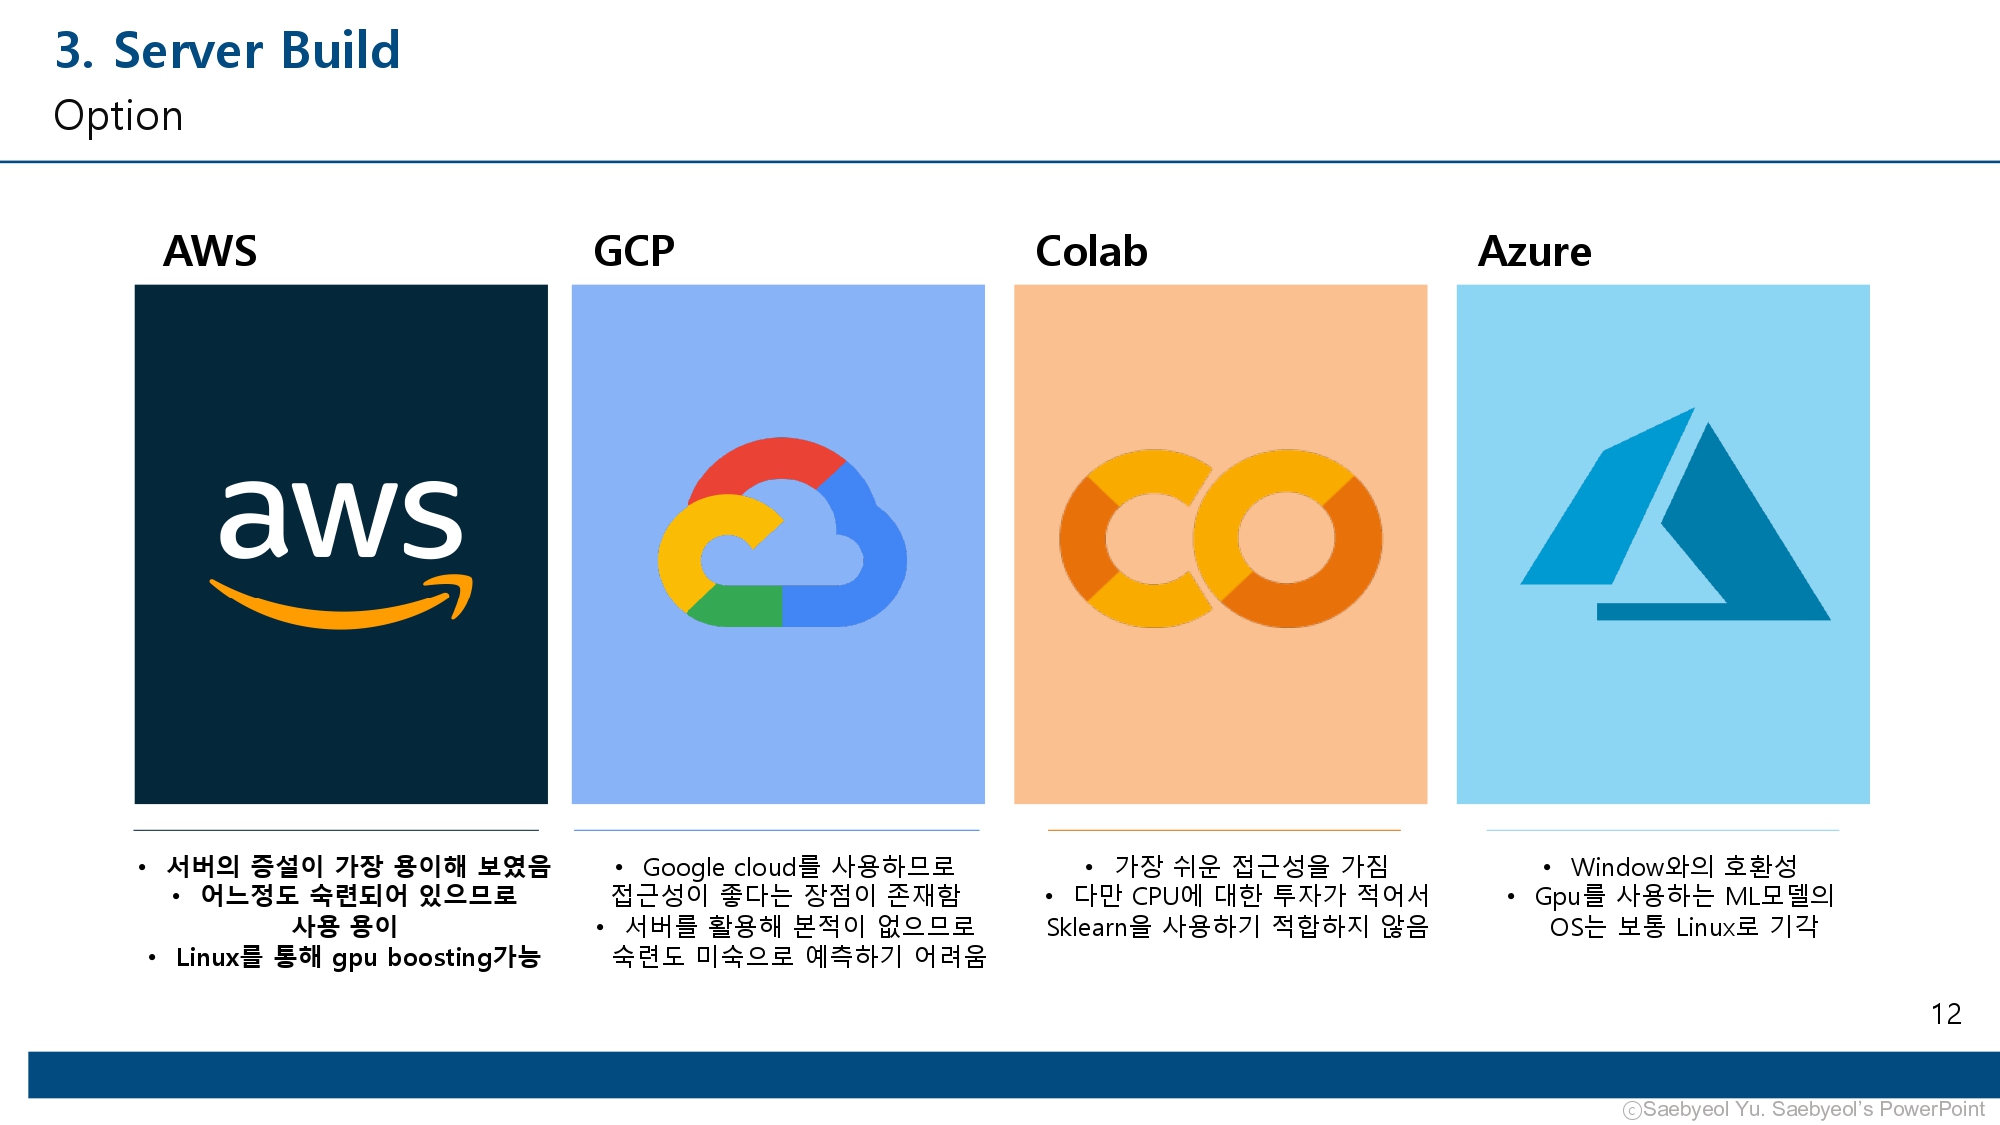 3. Server Build
Option
AWS
GCP
Colab
Azure
aws
• 서버의 증설이 가장 용이해 보였음
• 어느정도 숙련되어 있으므로
사용 용이
• Linux를 통해 gpu boosting가능
• Google cloud를 사용하므로
접근성이 좋다는 장점이 존재함
• 서버를 활용해 본적이 없으므로
숙련도 미숙으로 예측하기 어려움
• 가장 쉬운 접근성을 가짐
• 다만 CPU에 대한 투자가 적어서
Sklearn을 사용하기 적합하지 않음
• Window와의 호환성
• Gpu를 사용하는 ML모델의
OS는 보통 Linux로 기각
12
ⓒSaebyeol Yu. Saebyeol’s PowerPoint